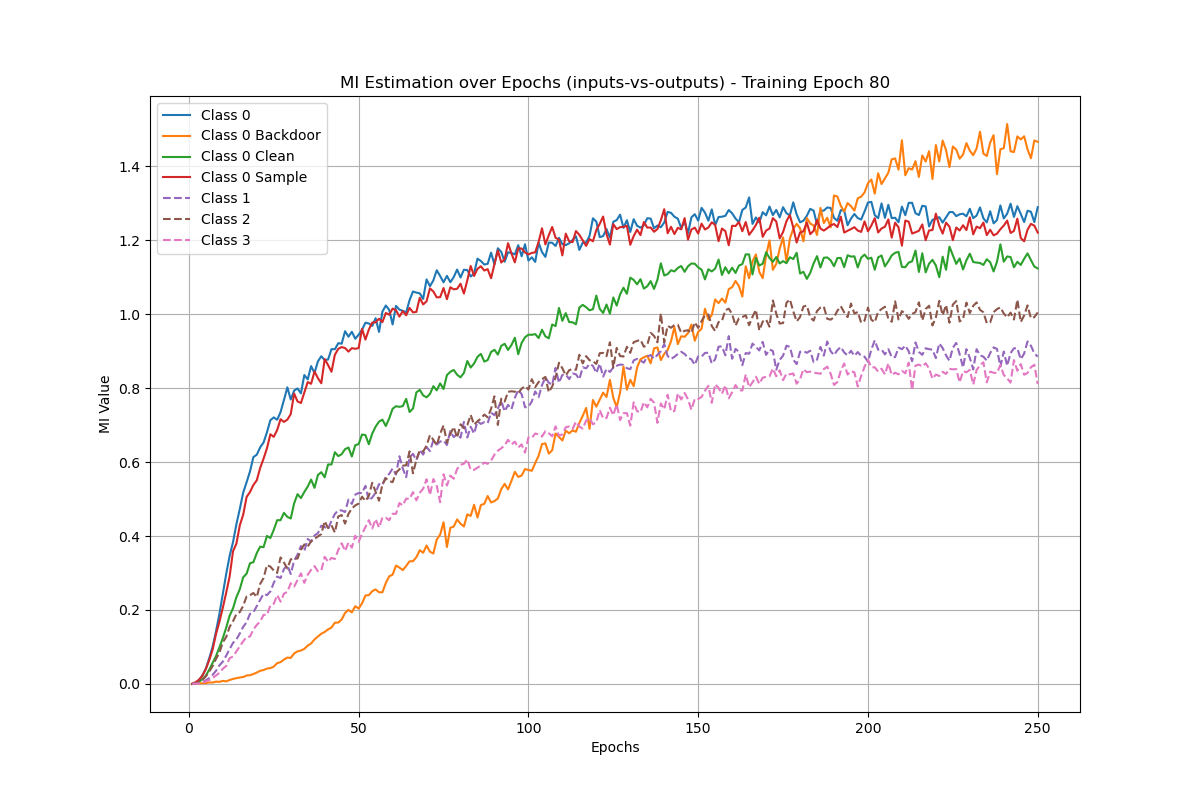 MI Estimation over Epochs (inputs-vs-outputs) - Training Epoch 80
Class 0
Class 0 Backdoor
Class 0 Clean
Class 0 Sample
Class 1
Class 2
Class 3
MI Value
1.4
1.2
1.0
0.8
0.6
0.4
0.2
0.0
0 50 100 150 200 250
Epochs